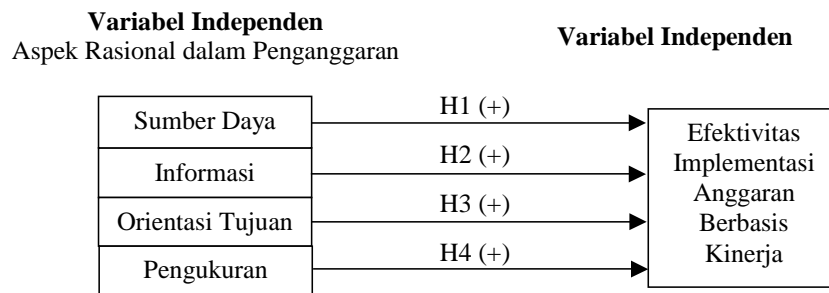 Variabel Independen
Aspek Rasional dalam Penganggaran
Variabel Independen
Sumber Daya
H1 (+)
Informasi
H2 (+)
Orientasi Tujuan
H3 (+)
Pengukuran
H4 (+)
Efektivitas
Implementasi
Anggaran
Berbasis
Kinerja